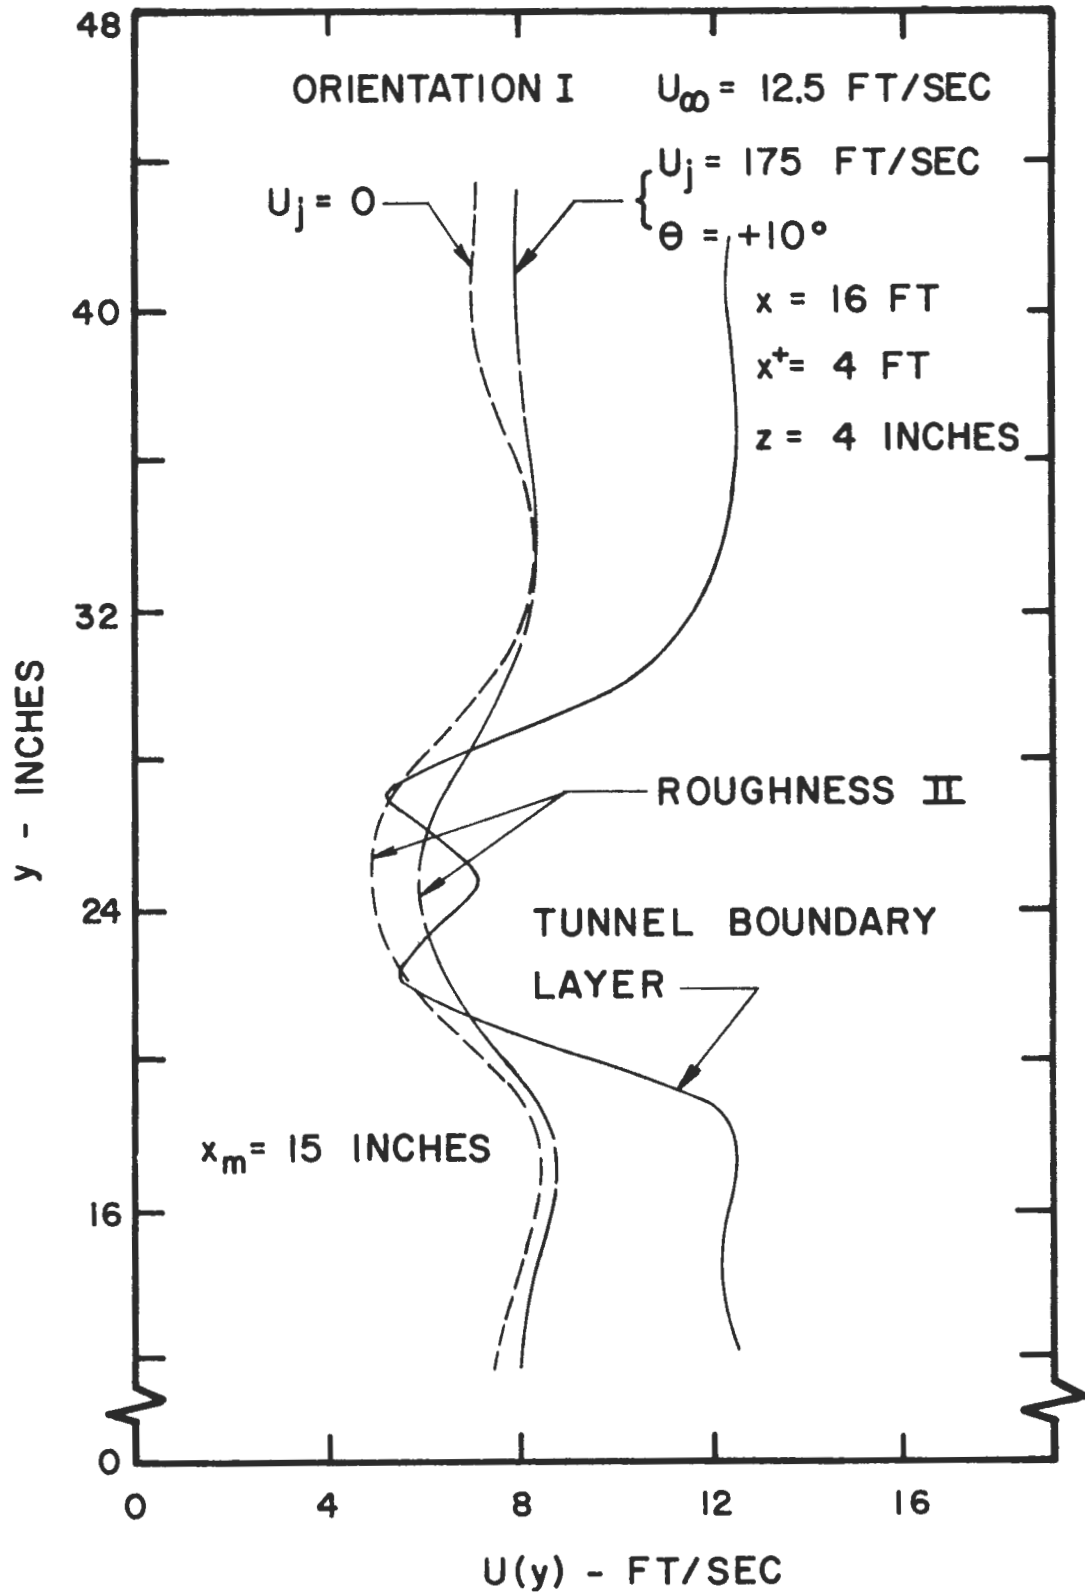 48
ORIENTATION I U∞ = 12.5 FT/SEC
Uj = 175 FT/SEC
Uj = 0
θ = +10°
40
x = 16 FT
x+= 4 FT
z = 4 INCHES
32
y - INCHES
ROUGHNESS II
24
TUNNEL BOUNDARY
LAYER
xm= 15 INCHES
16
0
0 4 8 12 16
U(y) - FT/SEC